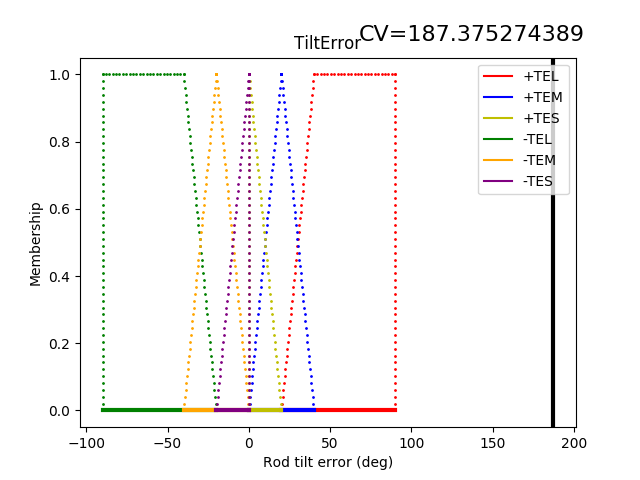 CV=187.375274389
TiltError
1.0
0.8
0.6
0.4
0.2
0.0
Membership
+TEL
+TEM
+TES
-TEL
-TEM
-TES
−100
−50
0
50
100
150
200
Rod tilt error (deg)